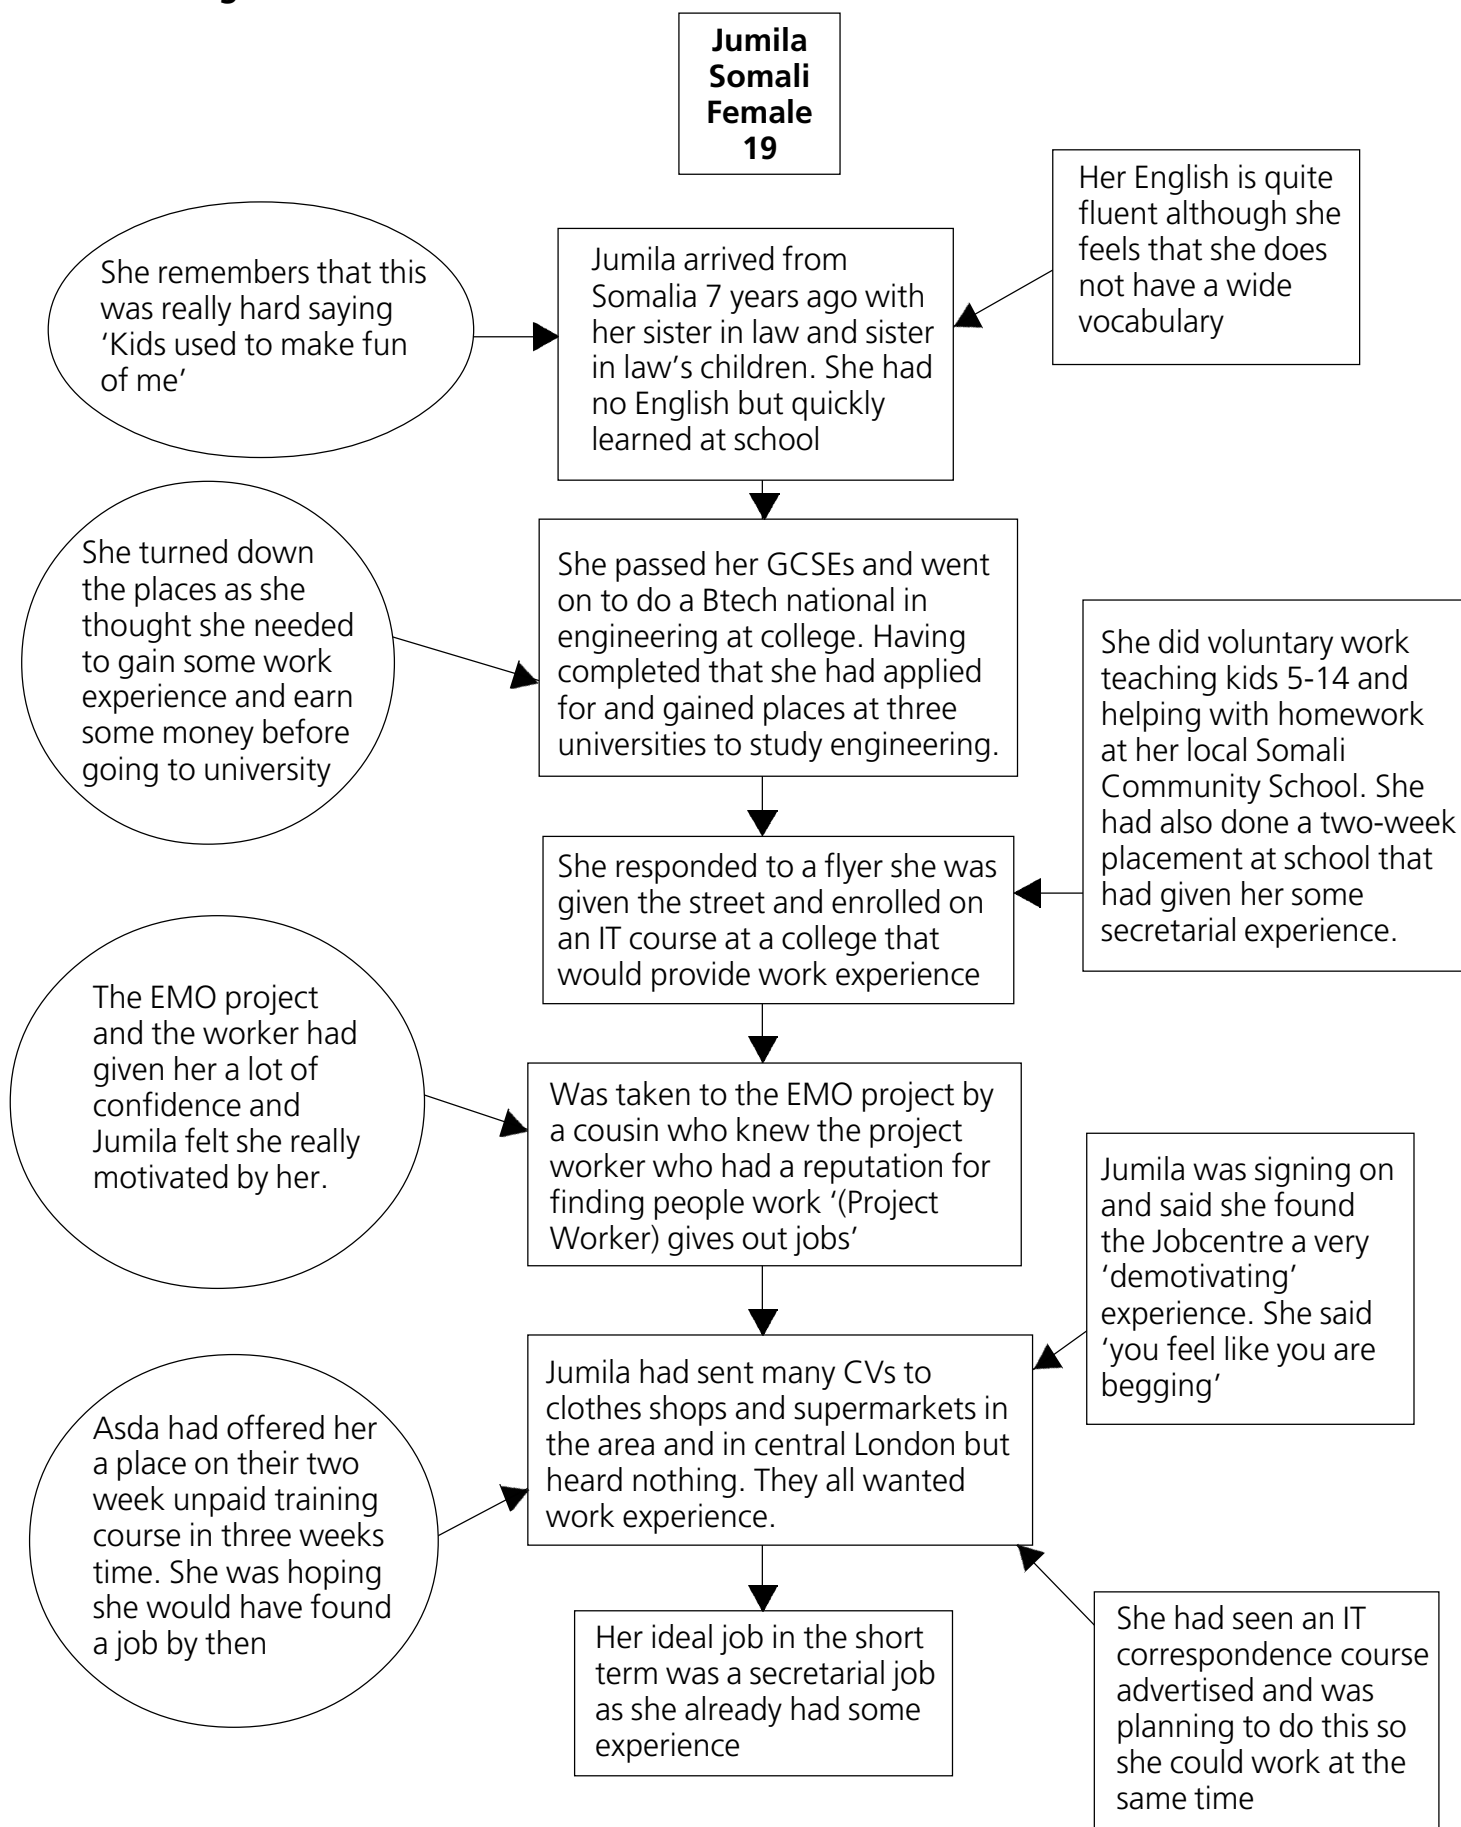 Jumila
Somali
Female
19
Her English is quite
fluent although she
feels that she does
not have a wide
vocabulary
She remembers that this
was really hard saying
‘Kids used to make fun
of me’
Jumila arrived from
Somalia 7 years ago with
her sister in law and sister
in law’s children. She had
no English but quickly
learned at school
She turned down
the places as she
thought she needed
to gain some work
experience and earn
some money before
going to university
She passed her GCSEs and went
on to do a Btech national in
engineering at college. Having
completed that she had applied
for and gained places at three
universities to study engineering.
She did voluntary work
teaching kids 5-14 and
helping with homework
at her local Somali
Community School. She
had also done a two-week
placement at school that
had given her some
secretarial experience.
She responded to a flyer she was
given the street and enrolled on
an IT course at a college that
would provide work experience
The EMO project
and the worker had
given her a lot of
confidence and
Jumila felt she really
motivated by her.
Was taken to the EMO project by
a cousin who knew the project
worker who had a reputation for
finding people work ‘(Project
Worker) gives out jobs’
Jumila was signing on
and said she found
the Jobcentre a very
‘demotivating’
experience. She said
‘you feel like you are
begging’
Jumila had sent many CVs to
clothes shops and supermarkets in
the area and in central London but
heard nothing. They all wanted
work experience.
Asda had offered her
a place on their two
week unpaid training
course in three weeks
time. She was hoping
she would have found
a job by then
Her ideal job in the short
term was a secretarial job
as she already had some
experience
She had seen an IT
correspondence course
advertised and was
planning to do this so
she could work at the
same time